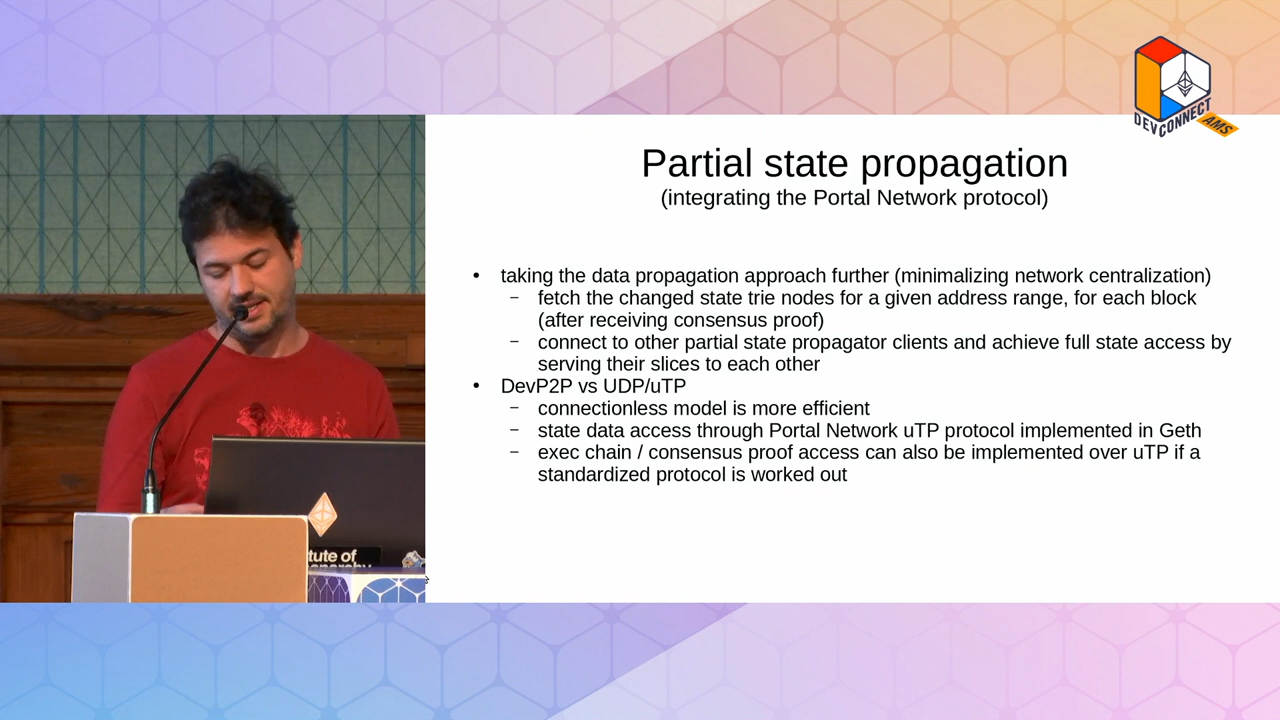 DEVCONNECT
AMS
Partial state propagation
(integrating the Portal Network protocol)
• taking the data propagation approach further (minimalizing network centralization)
– fetch the changed state trie nodes for a given address range, for each block
(after receiving consensus proof)
– connect to other partial state propagator clients and achieve full state access by
serving their slices to each other
• DevP2P vs UDP/uTP
– connectionless model is more efficient
– state data access through Portal Network uTP protocol implemented in Geth
– exec chain / consensus proof access can also be implemented over uTP if a
standardized protocol is worked out
tute of